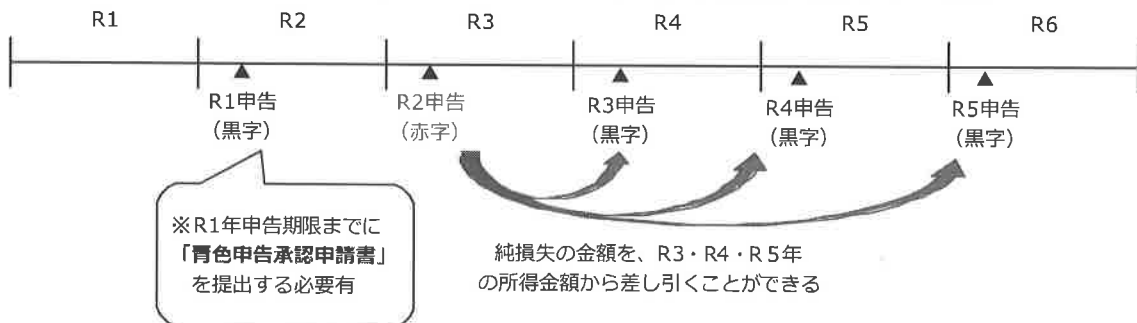 R1 R2 R3 R4 R5 R6
R1申告 R2申告 R3申告 R4申告 R5申告
(黒字) (赤字) (黒字) (黒字) (黒字)
※R1年申告期限までに
「青色申告承認申請書」
を提出する必要有
純損失の金額を、R3・R4・R5年
の所得金額から差し引くことができる